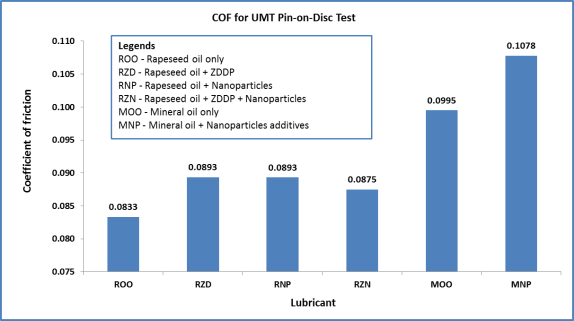 COF for UMT Pin-on-Disc Test
Coefficient of friction
0.110
0.105
0.100
0.095
0.090
0.085
0.080
0.075
Legends
ROO - Rapeseed oil only
RZD - Rapeseed oil + ZDDP
RNP - Rapeseed oil + Nanoparticles
RZN - Rapeseed oil + ZDDP + Nanoparticles
MOO - Mineral oil only
MNP - Mineral oil + Nanoparticles additives
0.0833
0.0893
0.0893
0.0875
0.0995
0.1078
ROO
RZD
RNP
RZN
MOO
MNP
Lubricant